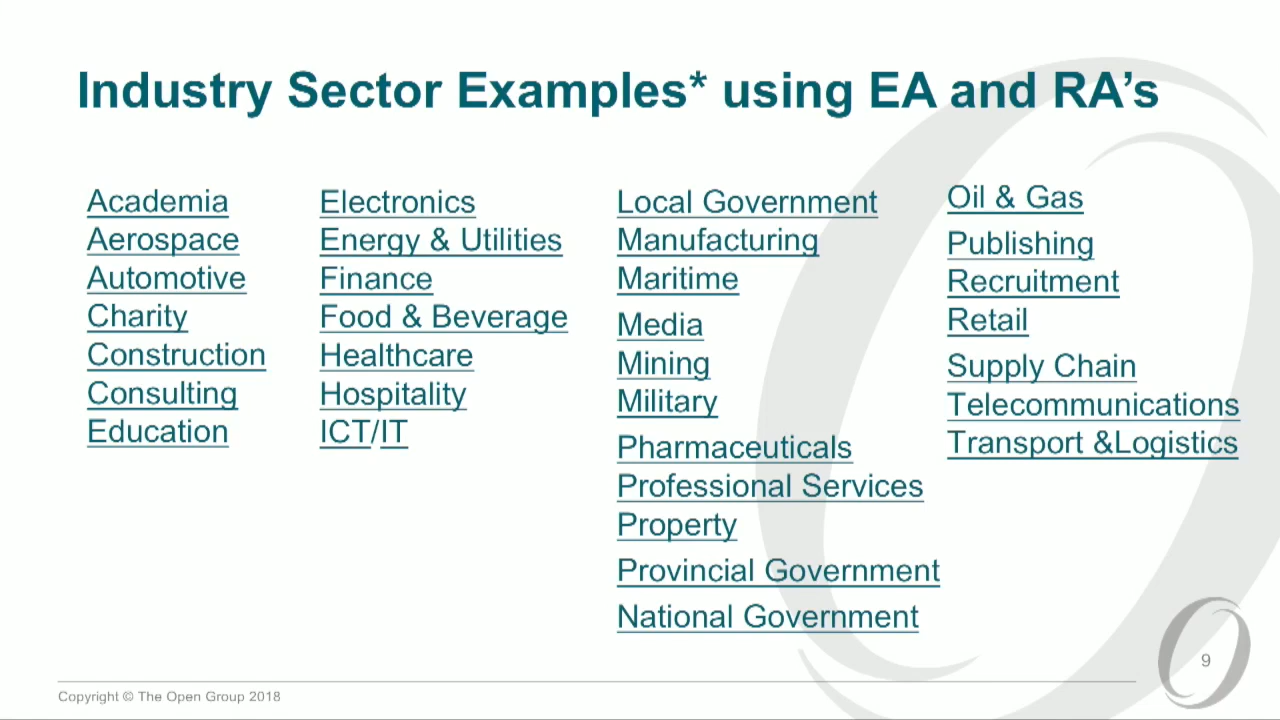 Industry Sector Examples* using EA and RA's
Academia
Aerospace
Automotive
Charity
Construction
Consulting
Education
Electronics
Energy & Utilities
Finance
Food & Beverage
Healthcare
Hospitality
ICT/IT
Local Government
Manufacturing
Maritime
Media
Mining
Military
Pharmaceuticals
Professional Services
Property
Provincial Government
National Government
Oil & Gas
Publishing
Recruitment
Retail
Supply Chain
Telecommunications
Transport &Logistics
9
Copyright © The Open Group 2018